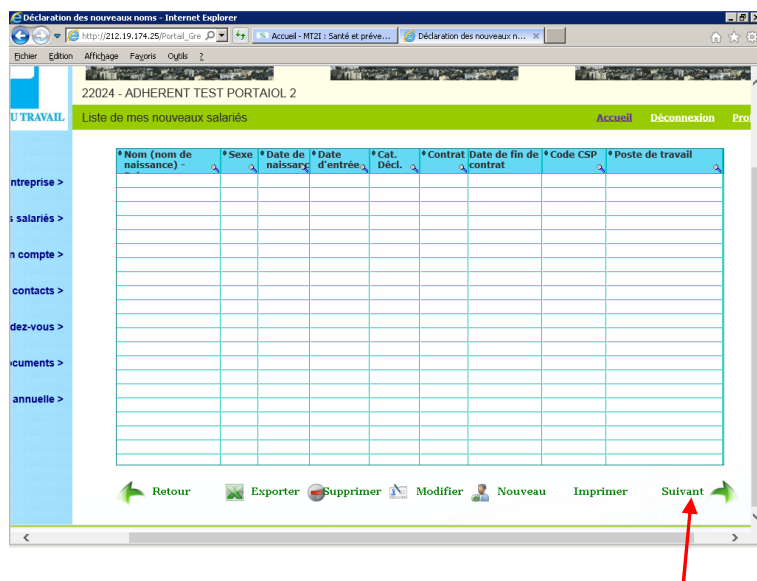 Déclaration des nouveaux noms - Internet Explorer
http://212.19.174.25/Portail_Gre
Accueil - MT2I : Santé et préve...
Déclaration des nouveaux n...
Fichier Edition Affichage Favoris Outils ?
22024 - ADHERENT TEST PORTAIOL 2
U TRAVAIL
Liste de mes nouveaux salariés
Accueil Déconnexion
Nom (nom de naissance) -
Sexe
Date de
Date d'entrée
Cat. Décl.
Contrat
Date de fin de contrat
Code CSP
Poste de travail
ntreprise >
s salariés >
n compte >
contacts >
dez-vous >
cuments >
annuelle >
Retour Exporter Supprimer Modifier Nouveau Imprimer Suivant